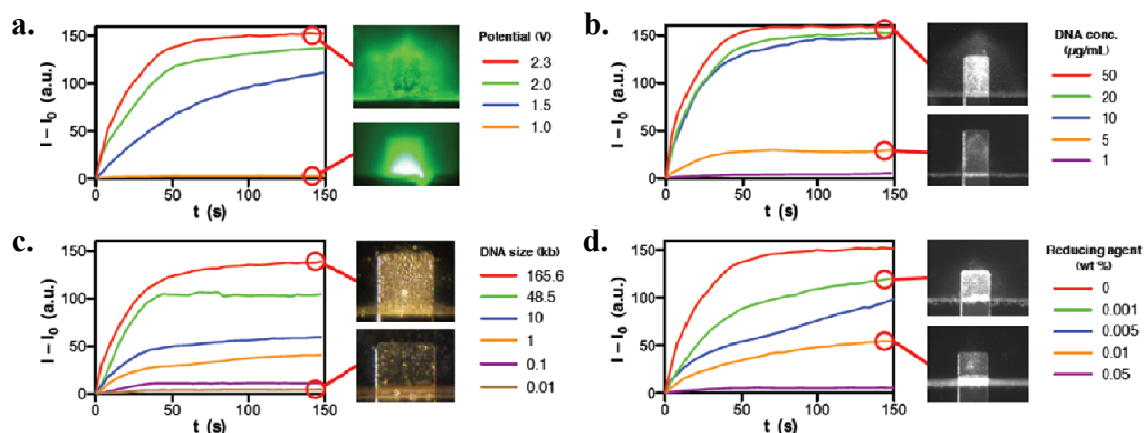 a.
I – I₀ (a.u.)
150
100
50
0
0 50 100 150
t (s)
Potential (V)
2.3
2.0
1.5
1.0
b.
I – I₀ (a.u.)
150
100
50
0
0 50 100 150
t (s)
DNA conc.
(µg/mL)
50
20
10
5
1
c.
I – I₀ (a.u.)
150
100
50
0
0 50 100 150
t (s)
DNA size (kb)
165.6
48.5
10
1
0.1
0.01
d.
I – I₀ (a.u.)
150
100
50
0
0 50 100 150
t (s)
Reducing agent
(wt %)
0
0.001
0.005
0.01
0.05